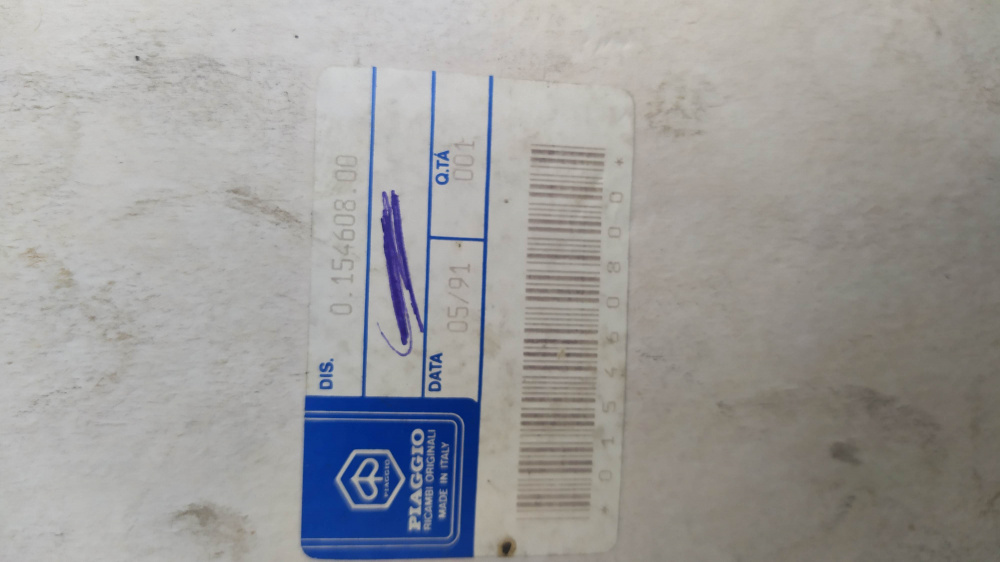 DIS.
0.154608.00
DATA
05/91
Q.TÀ
001
PIAGGIO
PIAGGIO
RICAMBI ORIGINALI
MADE IN ITALY
* 0 1 5 4 6 0 8 0 0 *